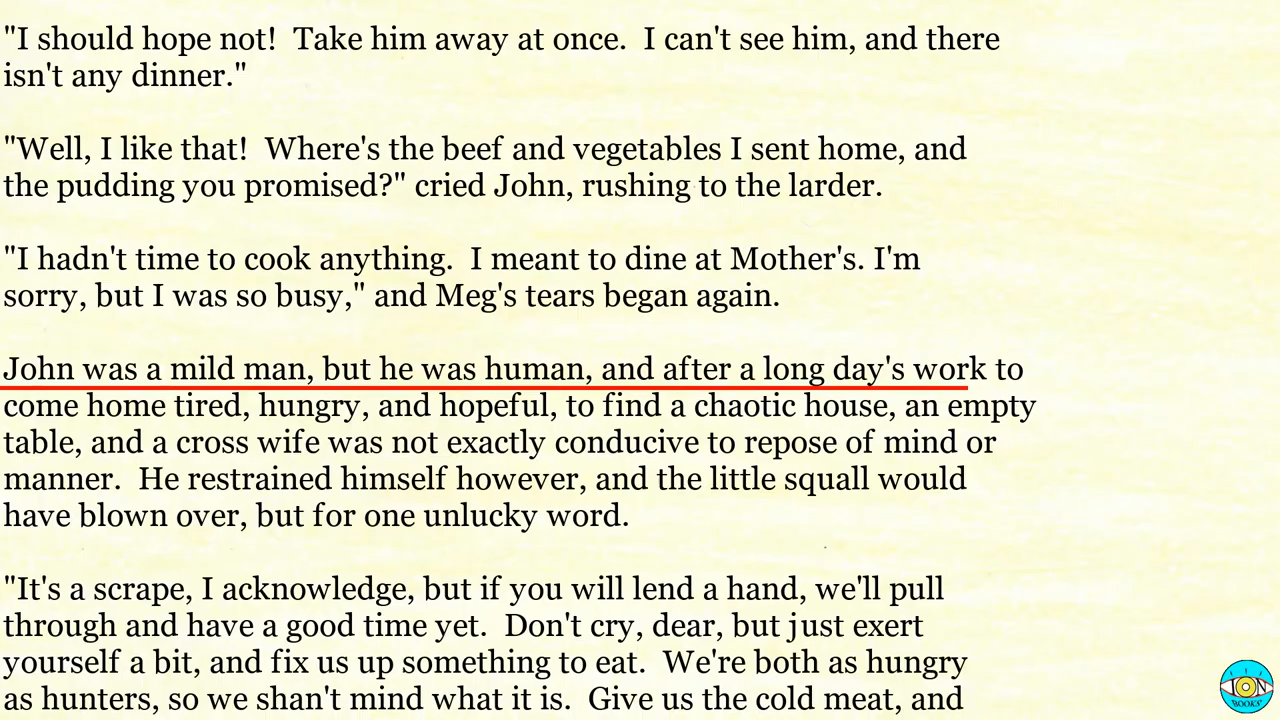 "I should hope not!  Take him away at once.  I can't see him, and there
isn't any dinner."
"Well, I like that!  Where's the beef and vegetables I sent home, and
the pudding you promised?" cried John, rushing to the larder.
"I hadn't time to cook anything.  I meant to dine at Mother's. I'm
sorry, but I was so busy," and Meg's tears began again.
John was a mild man, but he was human, and after a long day's work to
come home tired, hungry, and hopeful, to find a chaotic house, an empty
table, and a cross wife was not exactly conducive to repose of mind or
manner.  He restrained himself however, and the little squall would
have blown over, but for one unlucky word.
"It's a scrape, I acknowledge, but if you will lend a hand, we'll pull
through and have a good time yet.  Don't cry, dear, but just exert
yourself a bit, and fix us up something to eat.  We're both as hungry
as hunters, so we shan't mind what it is.  Give us the cold meat, and
ION
BOOKS